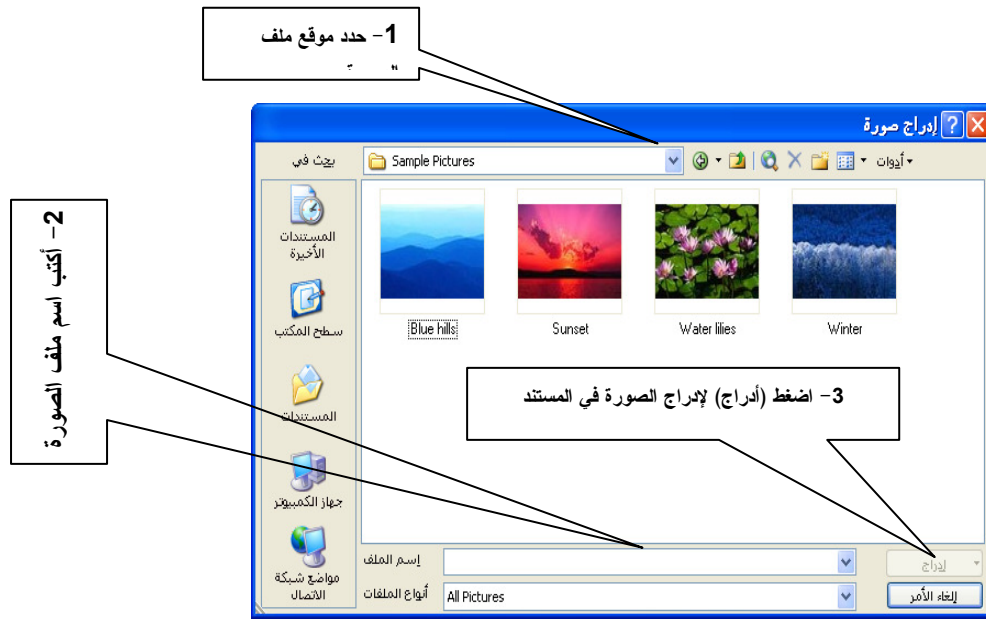 1- حدد موقع ملف
إدراج صورة
بحث في
Sample Pictures
أدوات
المستندات
الأخيرة
سطح المكتب
المستندات
جهاز الكمبيوتر
مواضع شبكة
الاتصال
Blue hills
Sunset
Water lilies
Winter
2- أكتب اسم ملف الصورة
3- اضغط (أدراج) لإدراج الصورة في المستند
إسم الملف
إدراج
أنواع الملفات
All Pictures
إلغاء الأمر